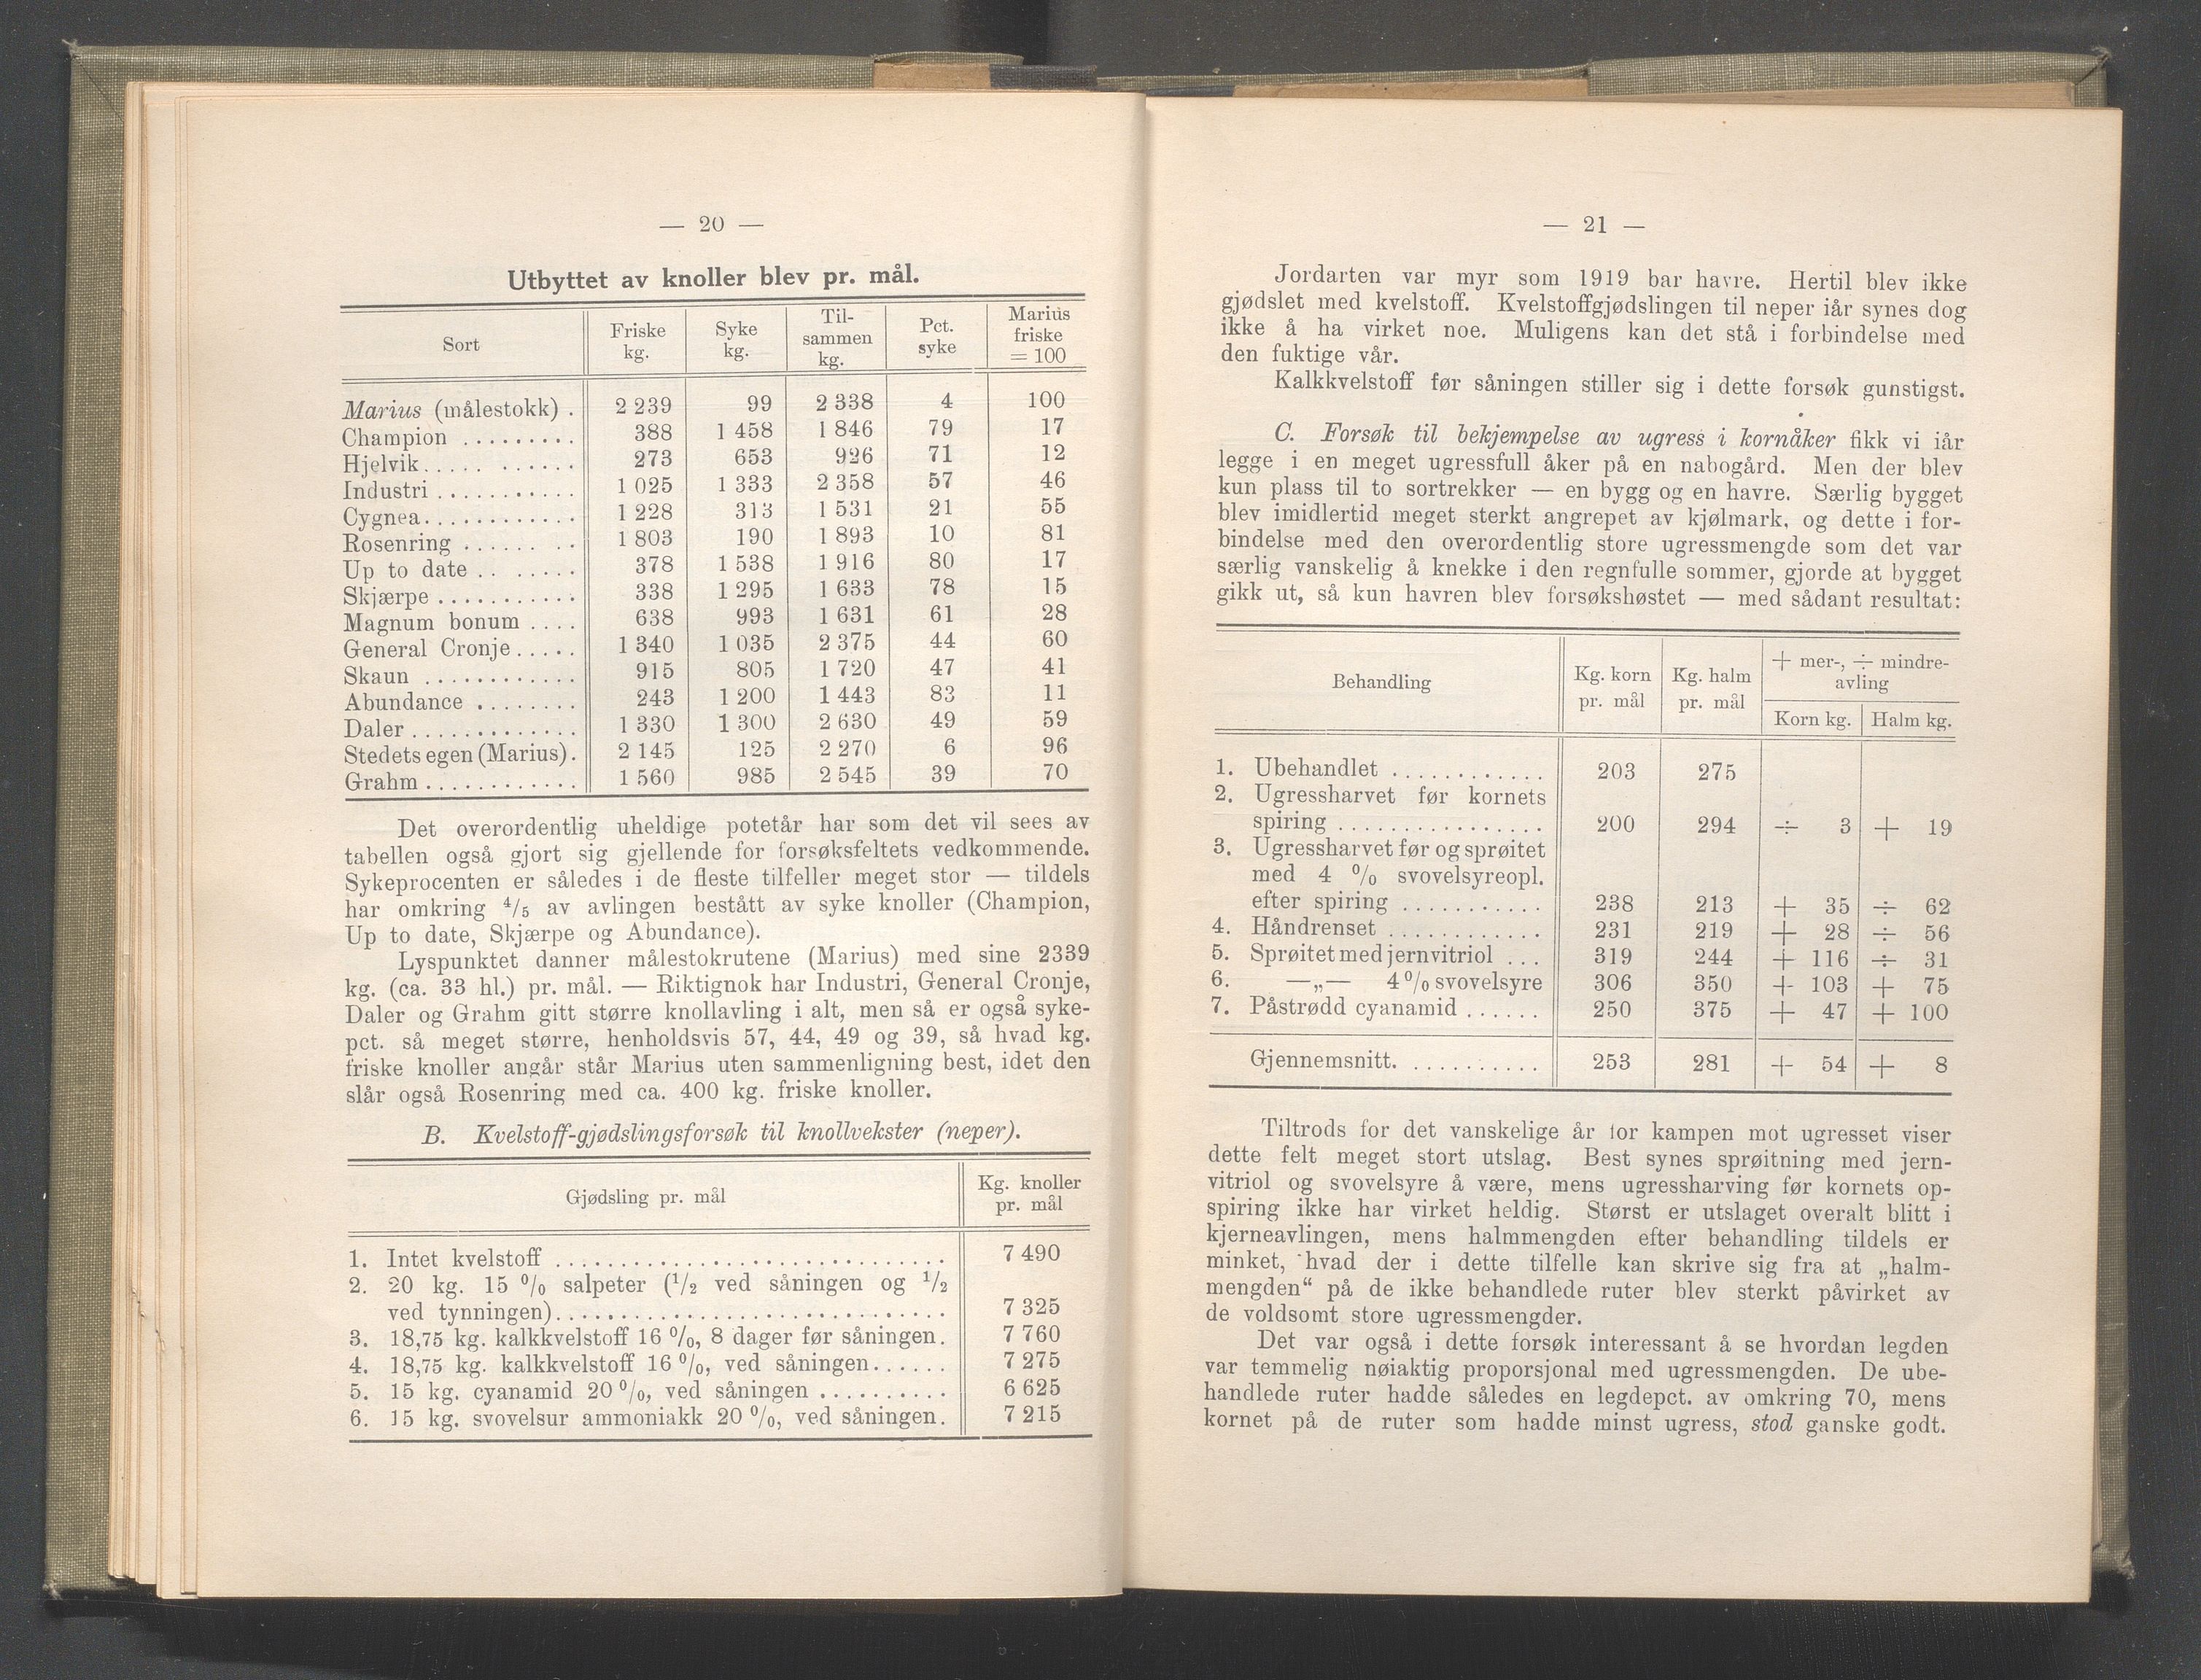 — 20 —
Utbyttet av knoller blev pr. mål.
Sort | Friske kg. | Syke kg. | Til-sammen kg. | Pct. syke | Marius friske = 100
Marius (målestokk) . 2 239 99 2 338 4 100
Champion ......... 388 1 458 1 846 79 17
Hjelvik..... ...... 273 653 926 71 12
Industri ........... 1 025 1 333 2 358 57 46
Cygnea............ 1 228 313 1 531 21 55
Rosenring ...... .. 1 803 190 1 893 10 81
Up to date .. ...... 378 1 538 1 916 80 17
Skjærpe ........... 338 1 295 1 633 78 15
Magnum bonum .... 638 993 1 631 61 28
General Cronje..... 1 340 1 035 2 375 44 60
Skaun ............ 915 805 1 720 47 41
Abundance ........ 243 1 200 1 443 83 11
Daler ............. 1 330 1 300 2 630 49 59
Stedets egen (Marius). 2 145 125 2 270 6 96
Grahm ............ 1 560 985 2 545 39 70
Det overordentlig uheldige potetår har som det vil sees av
tabellen også gjort sig gjellende for forsøksfeltets vedkommende.
Sykeprocenten er således i de fleste tilfeller meget stor — tildels
har omkring 4/5 av avlingen bestått av syke knoller (Champion,
Up to date, Skjærpe og Abundance).
Lyspunktet danner målestokrutene (Marius) med sine 2339
kg. (ca. 33 hl.) pr. mål. — Riktignok har Industri, General Cronje,
Daler og Grahm gitt større knollavling i alt, men så er også syke-
pct. så meget større, henholdsvis 57, 44, 49 og 39, så hvad kg.
friske knoller angår står Marius uten sammenligning best, idet den
slår også Rosenring med ca. 400 kg. friske knoller.
B. Kvelstoff-gjødslingsforsøk til knollvekster (neper).
Gjødsling pr. mål | Kg. knoller pr. mål
1. Intet kvelstoff .............................. 7 490
2. 20 kg. 15 % salpeter (1/2 ved såningen og 1/2
ved tynningen).............................. 7 325
3. 18,75 kg. kalkkvelstoff 16 %, 8 dager før såningen. 7 760
4. 18,75 kg. kalkkvelstoff 16 %, ved såningen...... 7 275
5. 15 kg. cyanamid 20 %, ved såningen .......... 6 625
6. 15 kg. svovelsur ammoniakk 20 %, ved såningen. 7 215
— 21 —
Jordarten var myr som 1919 bar havre. Hertil blev ikke
gjødslet med kvelstoff. Kvelstoffgjødslingen til neper iår synes dog
ikke å ha virket noe. Muligens kan det stå i forbindelse med
den fuktige vår.
Kalkkvelstoff før såningen stiller sig i dette forsøk gunstigst.
C. Forsøk til bekjempelse av ugress i kornåker fikk vi iår
legge i en meget ugressfull åker på en nabogård. Men der blev
kun plass til to sortrekker — en bygg og en havre. Særlig bygget
blev imidlertid meget sterkt angrepet av kjølmark, og dette i for-
bindelse med den overordentlig store ugressmengde som det var
særlig vanskelig å knekke i den regnfulle sommer, gjorde at bygget
gikk ut, så kun havren blev forsøkshøstet — med sådant resultat:
Behandling | Kg. korn pr. mål | Kg. halm pr. mål | + mer-, ÷ mindre-avling
Korn kg. | Halm kg.
1. Ubehandlet ............ 203 275
2. Ugressharvet før kornets
spiring ................ 200 294 ÷ 3 + 19
3. Ugressharvet før og sprøitet
med 4 % svovelsyreopl.
efter spiring ........... 238 213 + 35 ÷ 62
4. Håndrenset ............ 231 219 + 28 ÷ 56
5. Sprøitet med jernvitriol ... 319 244 + 116 ÷ 31
6. —„— 4 % svovelsyre 306 350 + 103 + 75
7. Påstrødd cyanamid ...... 250 375 + 47 + 100
Gjennemsnitt. .......... 253 281 + 54 + 8
Tiltrods for det vanskelige år for kampen mot ugresset viser
dette felt meget stort utslag. Best synes sprøitning med jern-
vitriol og svovelsyre å være, mens ugressharving før kornets op-
spiring ikke har virket heldig. Størst er utslaget overalt blitt i
kjerneavlingen, mens halmmengden efter behandling tildels er
minket, hvad der i dette tilfelle kan skrive sig fra at „halm-
mengden“ på de ikke behandlede ruter blev sterkt påvirket av
de voldsomt store ugressmengder.
Det var også i dette forsøk interessant å se hvordan legden
var temmelig nøiaktig proporsjonal med ugressmengden. De ube-
handlede ruter hadde således en legdepct. av omkring 70, mens
kornet på de ruter som hadde minst ugress, stod ganske godt.